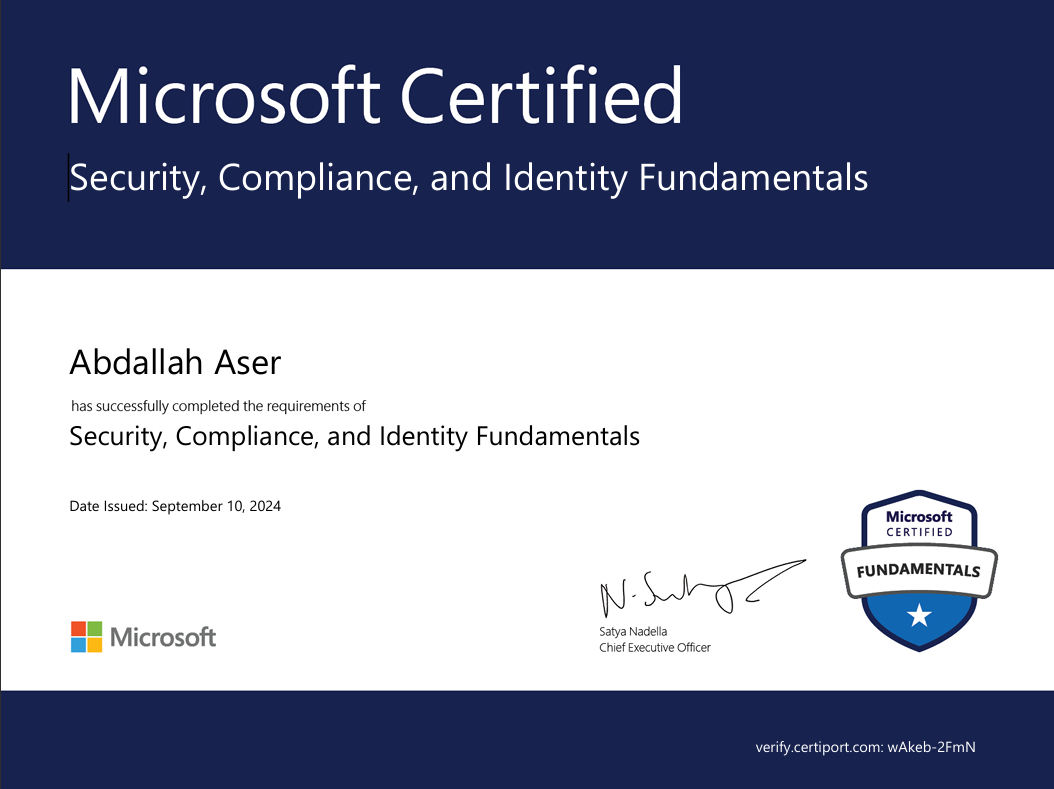 Microsoft Certified
Security, Compliance, and Identity Fundamentals
Abdallah Aser
has successfully completed the requirements of
Security, Compliance, and Identity Fundamentals
Date Issued: September 10, 2024
Microsoft
CERTIFIED
FUNDAMENTALS
N. Satya
Satya Nadella
Chief Executive Officer
Microsoft
verify.certiport.com: wAkeb-2FmN